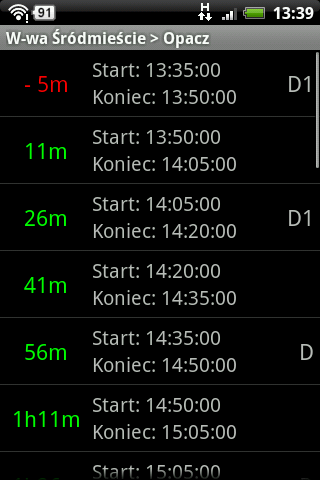 91 H 13:39
W-wa Śródmieście > Opacz
- 5m Start: 13:35:00 D1
Koniec: 13:50:00
11m Start: 13:50:00
Koniec: 14:05:00
26m Start: 14:05:00 D1
Koniec: 14:20:00
41m Start: 14:20:00
Koniec: 14:35:00
56m Start: 14:35:00 D
Koniec: 14:50:00
1h11m Start: 14:50:00
Koniec: 15:05:00
Start: 15:05:00